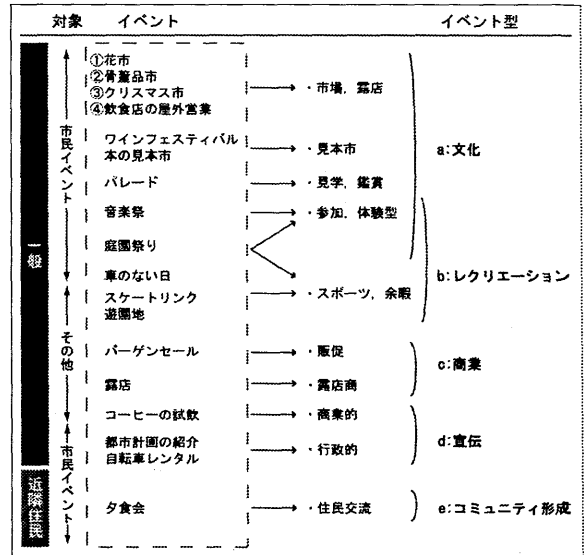 対象 イベント イベント型
①花市
②骨董品市
③クリスマス市
④飲食店の屋外営業
・市場，露店
ワインフェスティバル
本の見本市
・見本市
a:文化
パレード ・見学，鑑賞
音楽祭 ・参加，体験型
庭園祭り
車のない日
b:レクリエーション
スケートリンク
遊園地
・スポーツ，余暇
バーゲンセール ・販促
c:商業
露店 ・露店商
コーヒーの試飲 ・商業的
d:宣伝
都市計画の紹介
自転車レンタル
・行政的
夕食会 ・住民交流 e:コミュニティ形成
市民イベント
その他
市民イベント
一般
近隣住民